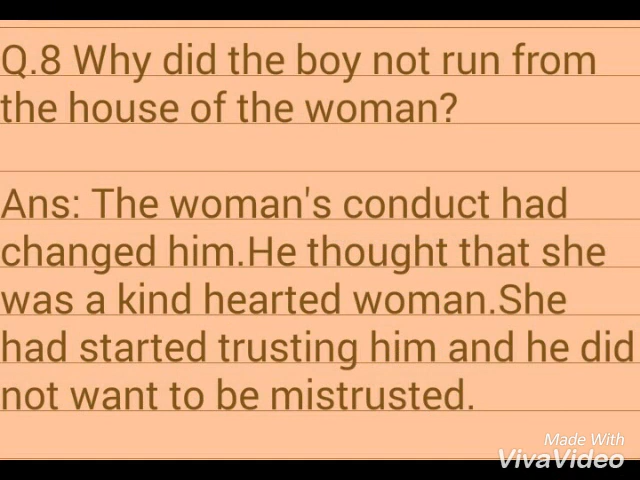 Q.8 Why did the boy not run from
the house of the woman?
Ans: The woman's conduct had
changed him.He thought that she
was a kind hearted woman.She
had started trusting him and he did
not want to be mistrusted.
Made With
VivaVideo